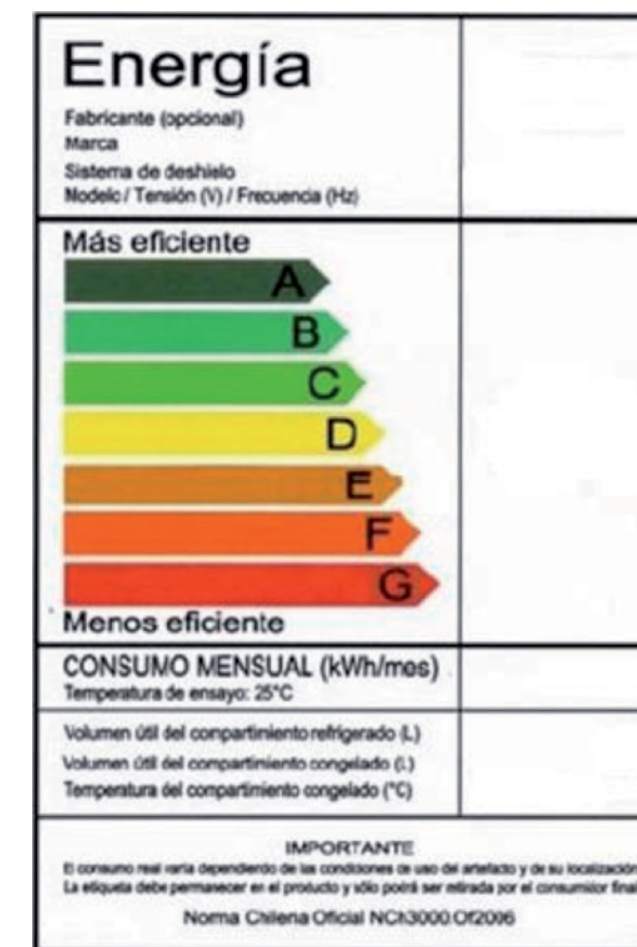 Energía
Fabricante (opcional)
Marca
Sistema de deshielo
Nodelc / Tensión (V) / Frecuencia (Hz)
Más eficiente
A
B
C
D
E
F
G
Menos eficiente
CONSUMO MENSUAL (kWh/mes)
Temperatura de ensayo: 25°C
Volumen útil del compartimiento refrigerado (L)
Volumen útil del compartimiento congelado (L)
Temperatura del compartimiento congelado (°C)
IMPORTANTE
El consumo real varía dependiendo de las condiciones de uso del artefacto y de su localización
La etiqueta debe permanecer en el producto y sólo podrá ser retirada por el consumidor final
Norma Chilena Oficial NCh3000.Of2006